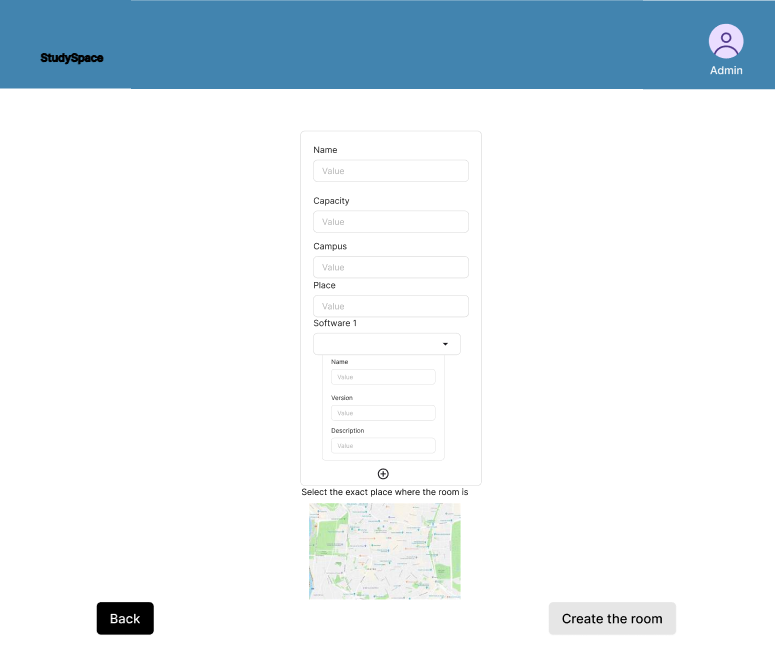 StudySpace
Admin
Name
Value
Capacity
Value
Campus
Value
Place
Value
Software 1
Name
Value
Version
Value
Description
Value
Select the exact place where the room is
Back
Create the room